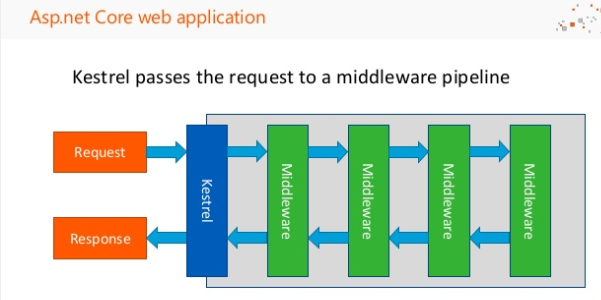 Asp.net Core web application
Kestrel passes the request to a middleware pipeline
Request
Response
Kestrel
Middleware
Middleware
Middleware
Middleware